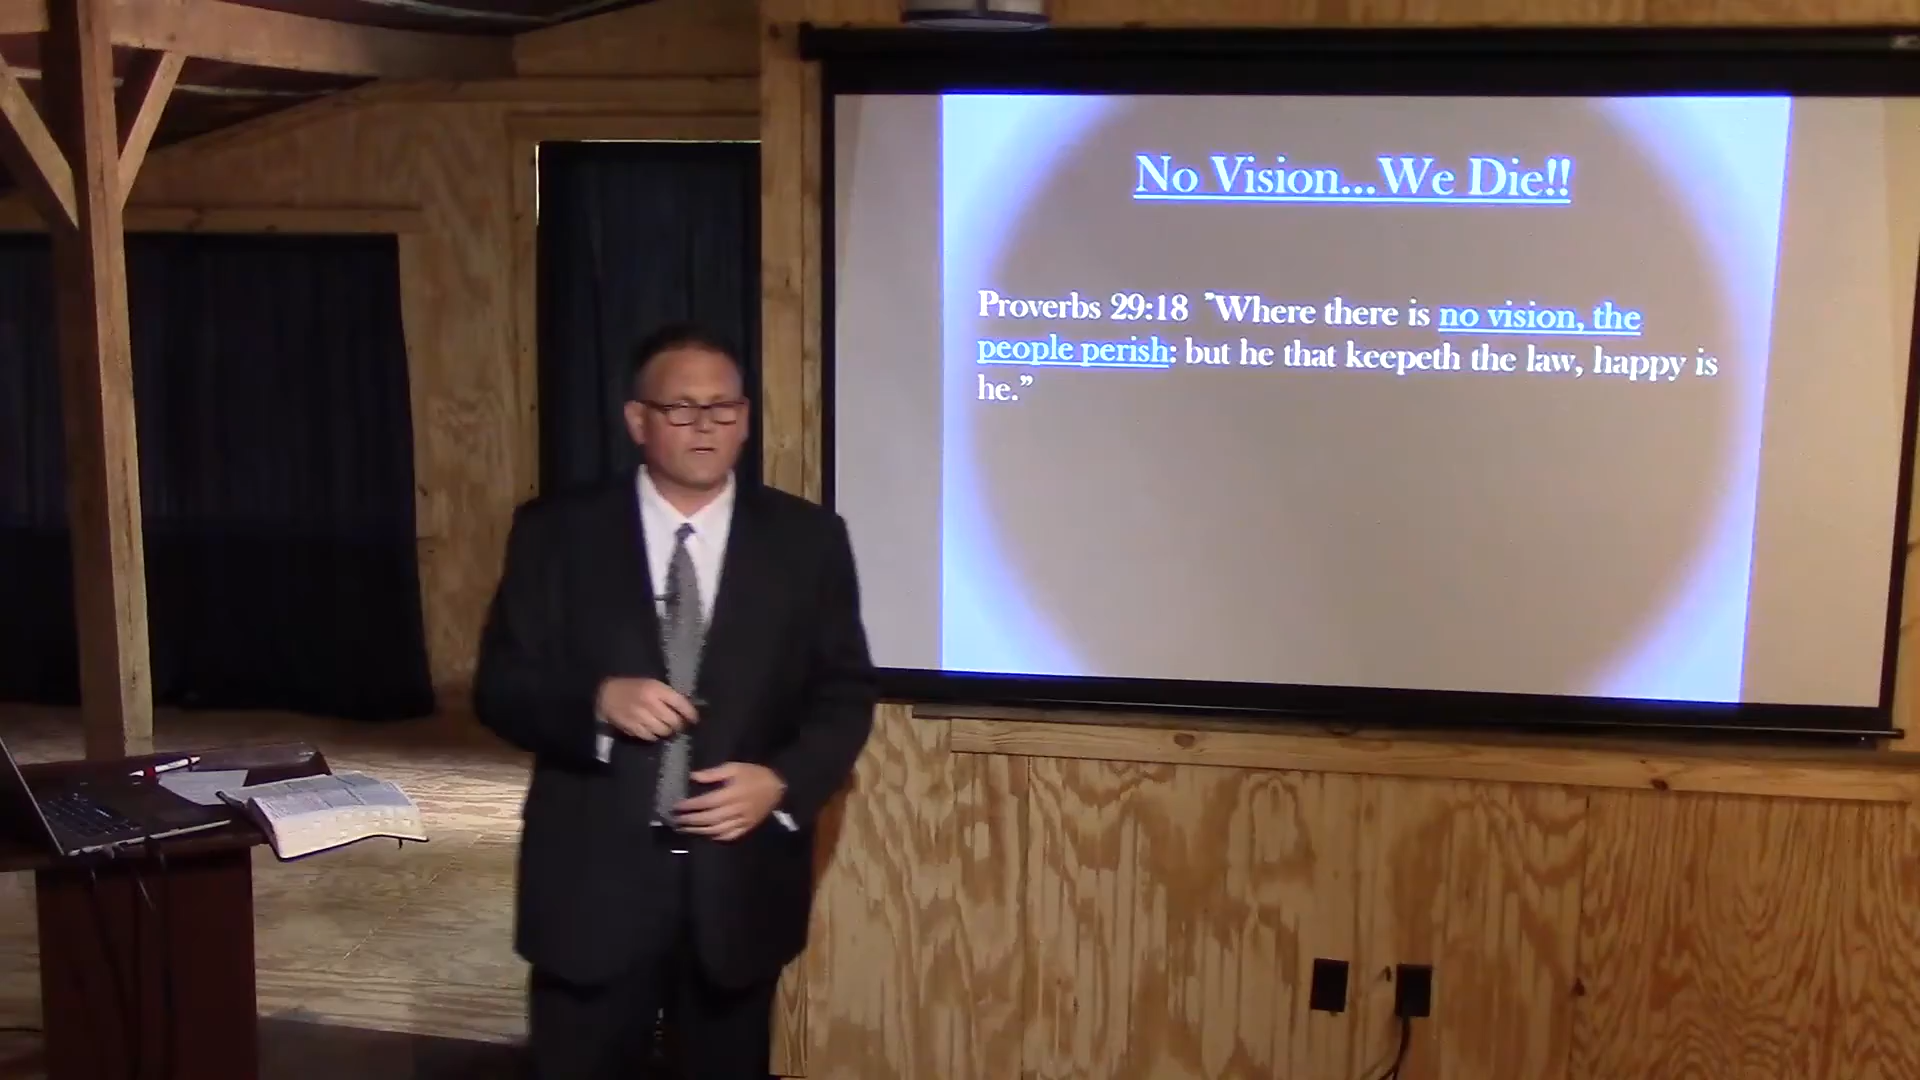 No Vision...We Die!!
Proverbs 29:18 "Where there is no vision, the
people perish: but he that keepeth the law, happy is
he.”